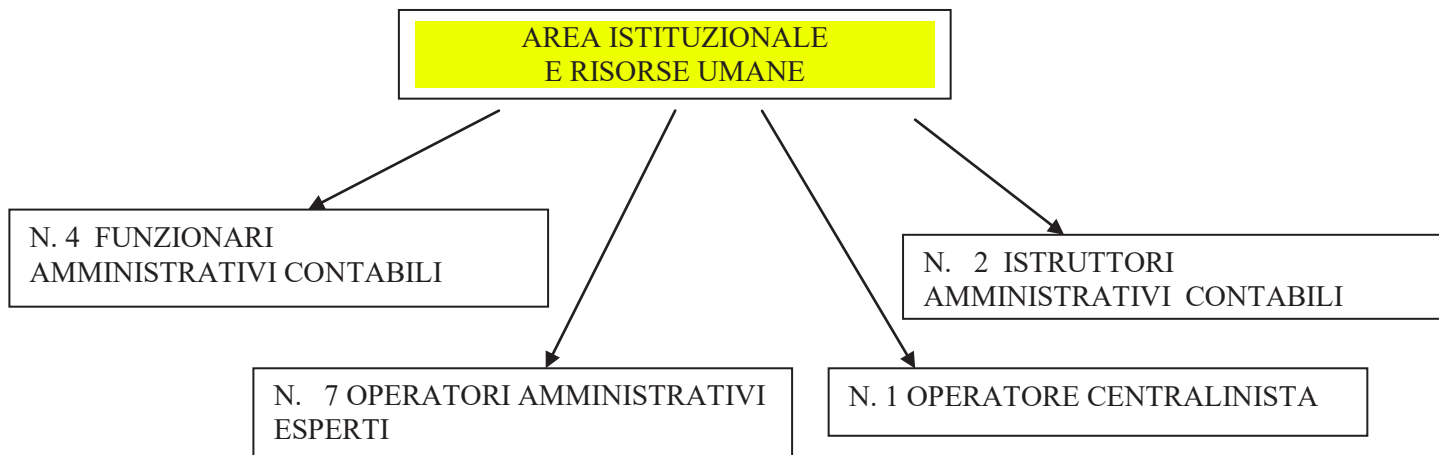 AREA ISTITUZIONALE
E RISORSE UMANE
N. 4 FUNZIONARI
AMMINISTRATIVI CONTABILI
N. 2 ISTRUTTORI
AMMINISTRATIVI CONTABILI
N. 7 OPERATORI AMMINISTRATIVI
ESPERTI
N. 1 OPERATORE CENTRALINISTA